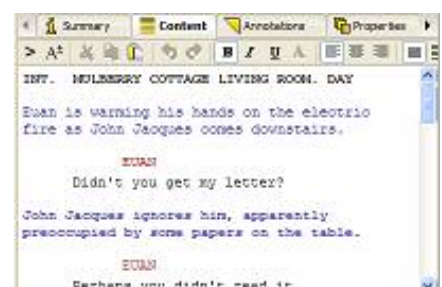 Summary Content Annotations Properties
B I U A
INT. MULBERRY COTTAGE LIVING ROOM. DAY
Euan is warming his hands on the electric
fire as John Jacques comes downstairs.
EUAN
Didn't you get my letter?
John Jacques ignores him, apparently
preoccupied by some papers on the table.
EUAN
Perhaps you didn't read it